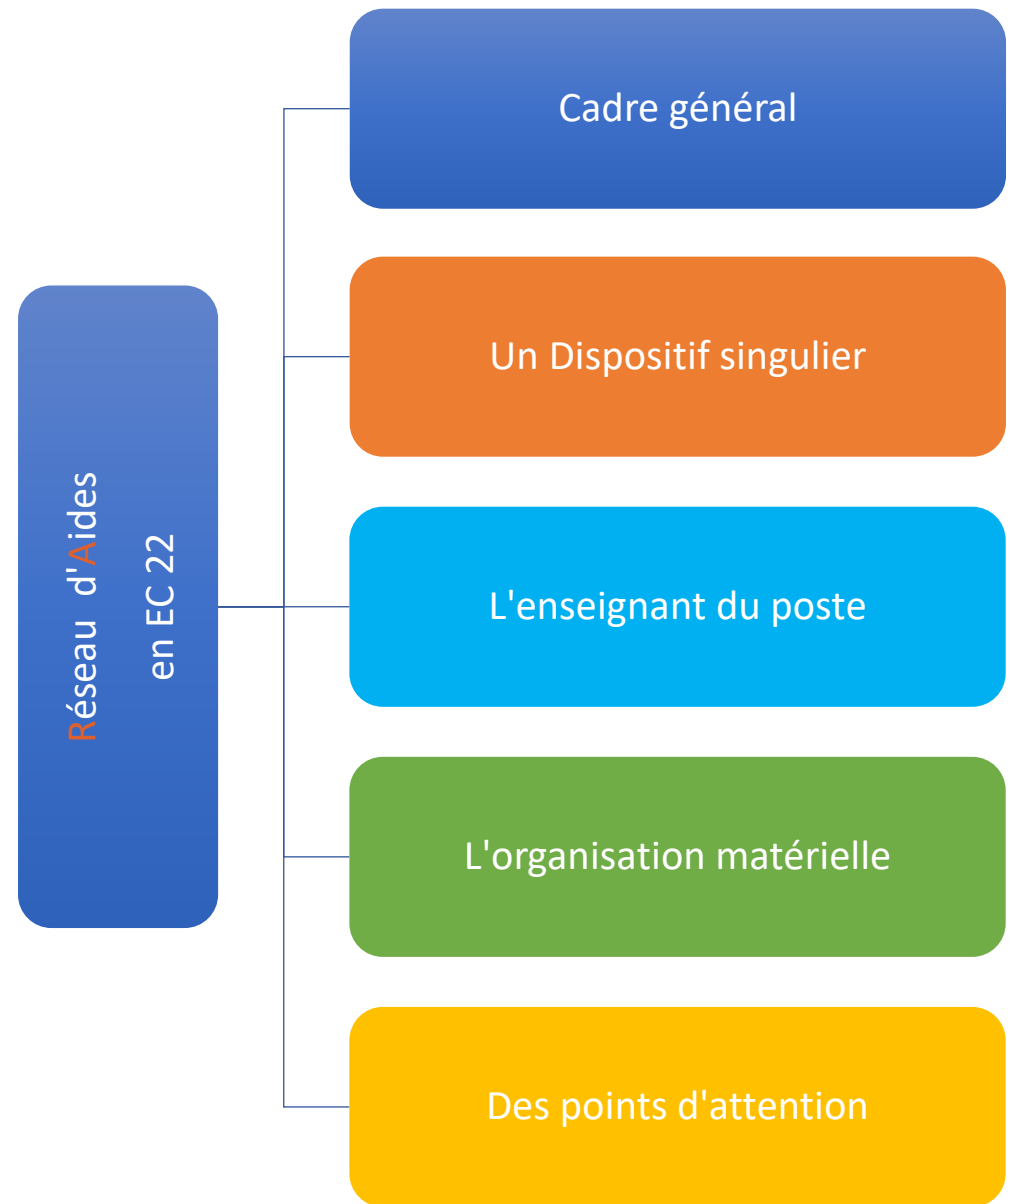 Réseau d'Aides
en EC 22
Cadre général
Un Dispositif singulier
L'enseignant du poste
L'organisation matérielle
Des points d'attention